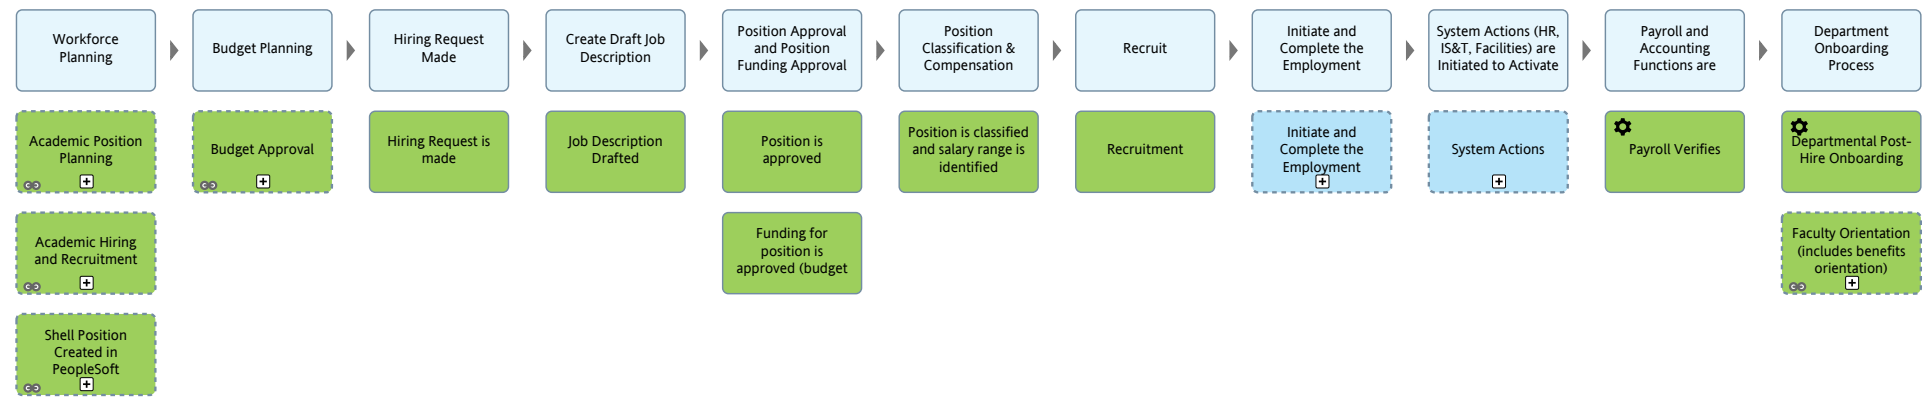 Workforce
Planning
Budget Planning
Hiring Request
Made
Create Draft Job
Description
Position Approval
and Position
Funding Approval
Position
Classification &
Compensation
Recruit
Initiate and
Complete the
Employment
System Actions (HR,
IS&T, Facilities) are
Initiated to Activate
Payroll and
Accounting
Functions are
Department
Onboarding
Process
Academic Position
Planning
Budget Approval
Hiring Request is
made
Job Description
Drafted
Position is
approved
Position is classified
and salary range is
identified
Recruitment
Initiate and
Complete the
Employment
System Actions
Payroll Verifies
Departmental Post-
Hire Onboarding
Academic Hiring
and Recruitment
Funding for
position is
approved (budget
Faculty Orientation
(includes benefits
orientation)
Shell Position
Created in
PeopleSoft